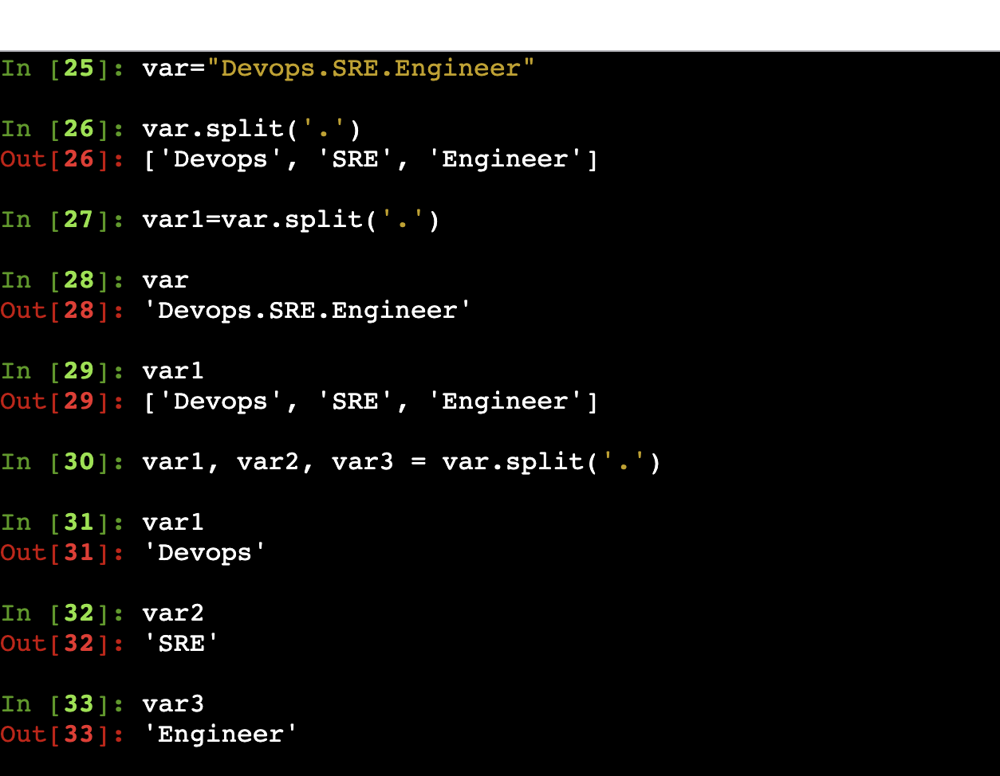 In [25]: var="Devops.SRE.Engineer"
In [26]: var.split('.')
Out[26]: ['Devops', 'SRE', 'Engineer']
In [27]: var1=var.split('.')
In [28]: var
Out[28]: 'Devops.SRE.Engineer'
In [29]: var1
Out[29]: ['Devops', 'SRE', 'Engineer']
In [30]: var1, var2, var3 = var.split('.')
In [31]: var1
Out[31]: 'Devops'
In [32]: var2
Out[32]: 'SRE'
In [33]: var3
Out[33]: 'Engineer'